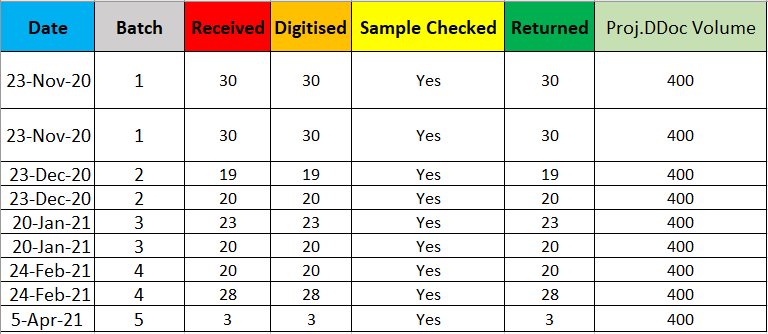 Date Batch Received Digitised Sample Checked Returned Proj.DDoc Volume
23-Nov-20 1 30 30 Yes 30 400
23-Nov-20 1 30 30 Yes 30 400
23-Dec-20 2 19 19 Yes 19 400
23-Dec-20 2 20 20 Yes 20 400
20-Jan-21 3 23 23 Yes 23 400
20-Jan-21 3 20 20 Yes 20 400
24-Feb-21 4 20 20 Yes 20 400
24-Feb-21 4 28 28 Yes 28 400
5-Apr-21 5 3 3 Yes 3 400